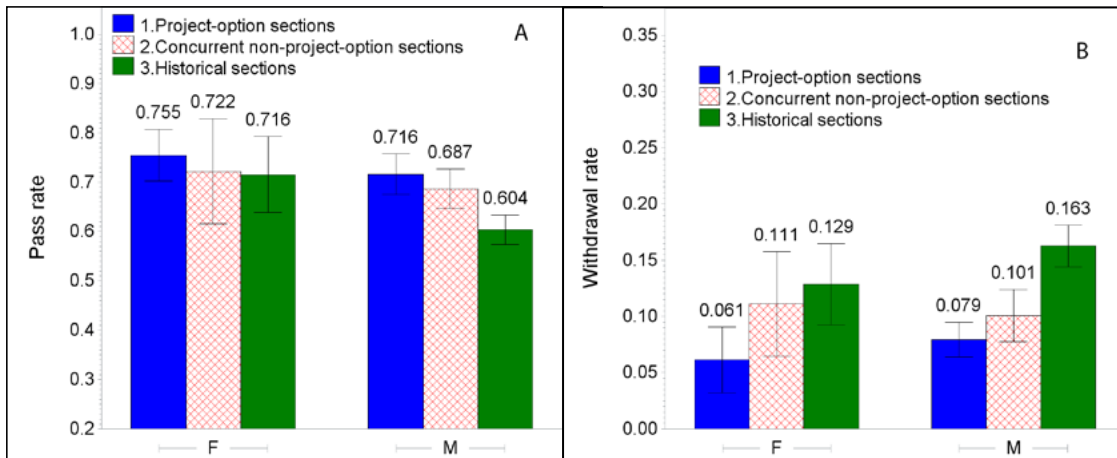 A
1.Project-option sections
2.Concurrent non-project-option sections
3.Historical sections
Pass rate
1.0
0.9
0.8
0.7
0.6
0.5
0.4
0.3
0.2
0.755
0.722
0.716
0.716
0.687
0.604
F
M
B
1.Project-option sections
2.Concurrent non-project-option sections
3.Historical sections
Withdrawal rate
0.35
0.30
0.25
0.20
0.15
0.10
0.05
0.00
0.061
0.111
0.129
0.079
0.101
0.163
F
M